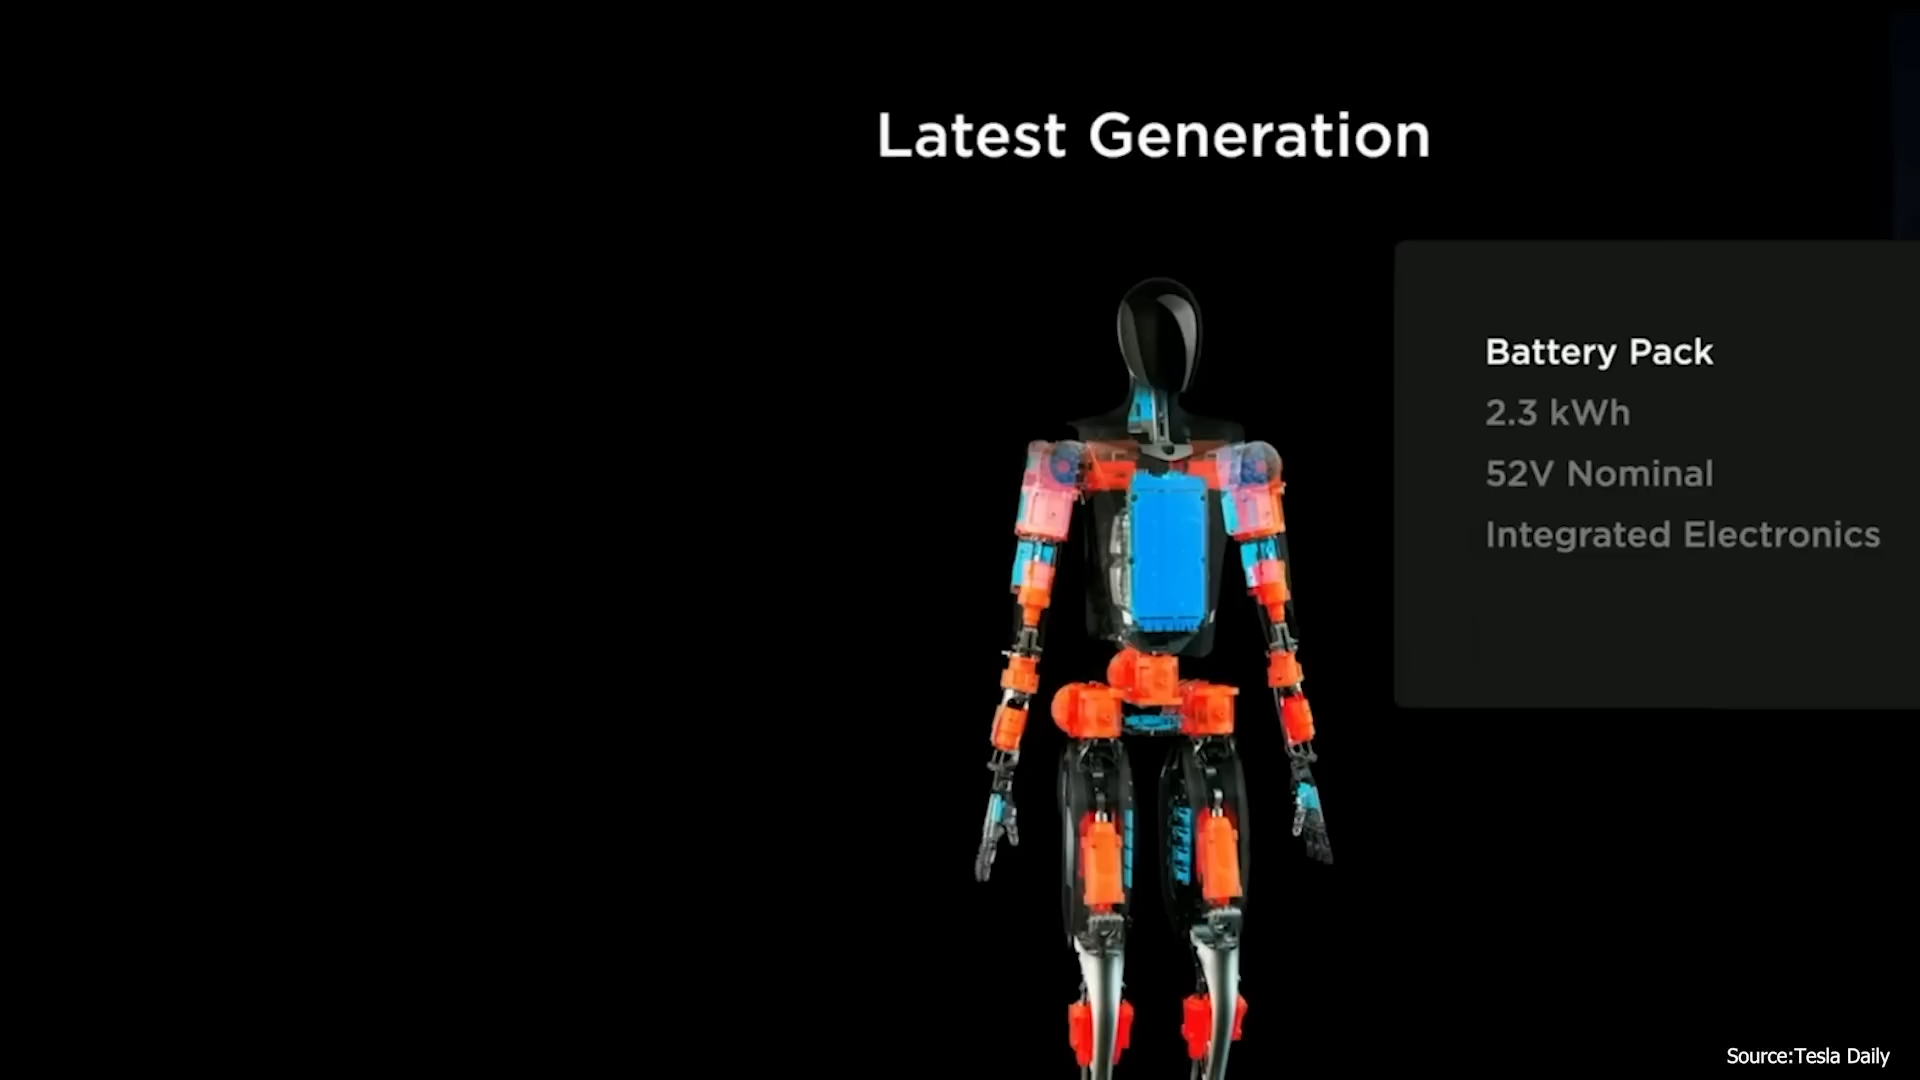 Latest Generation
Battery Pack
2.3 kWh
52V Nominal
Integrated Electronics
Source:Tesla Daily